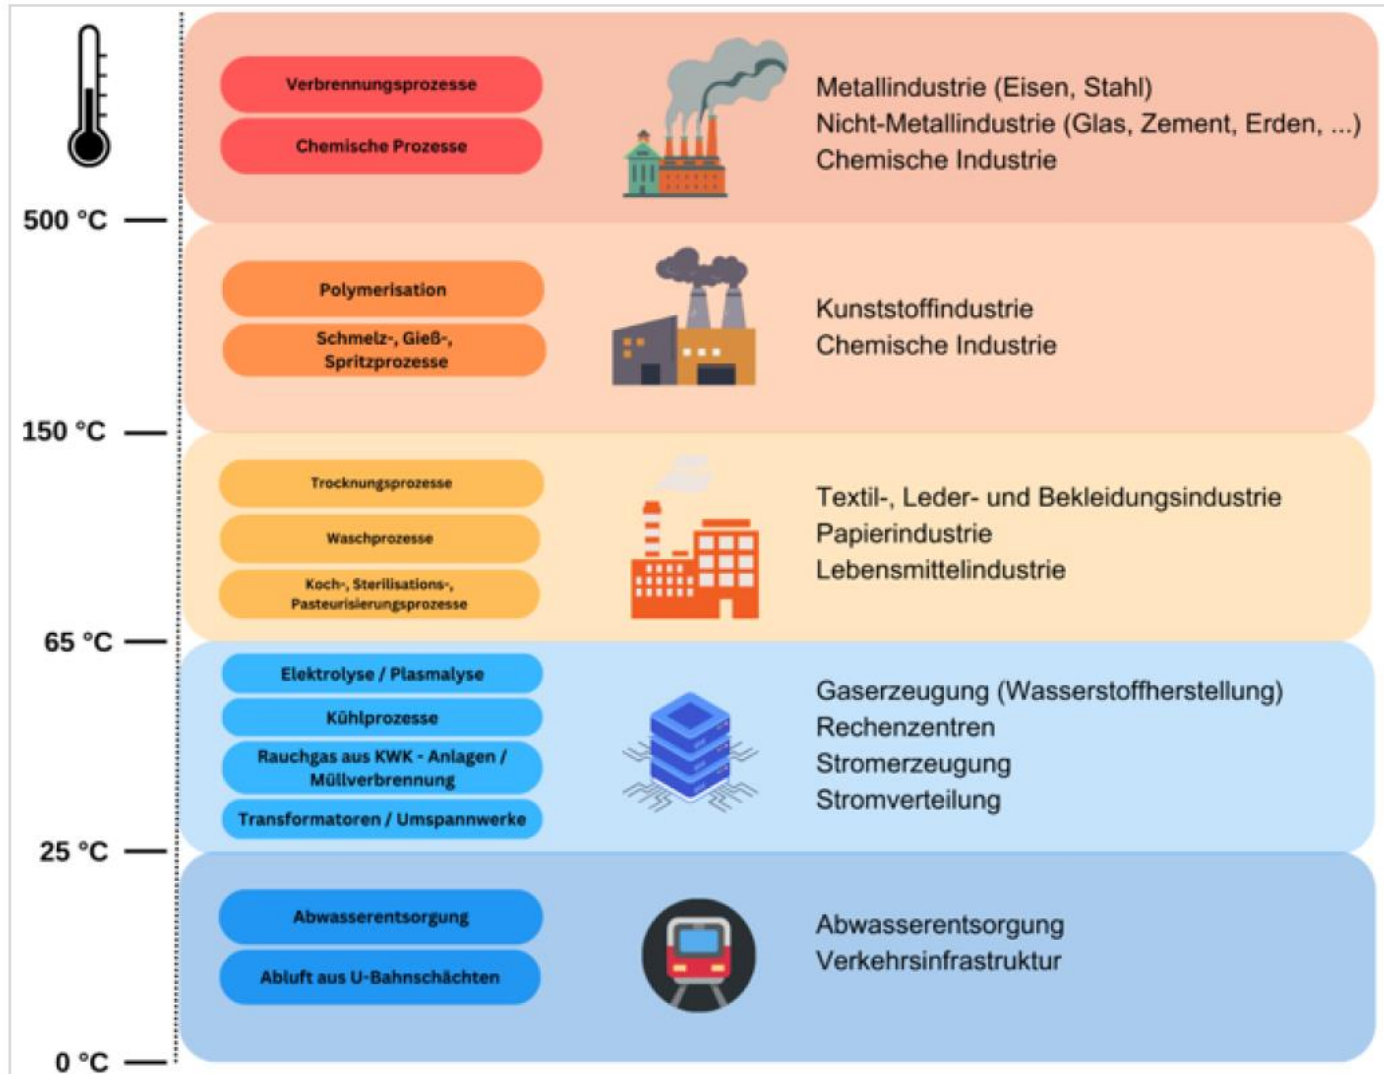 Verbrennungsprozesse
Chemische Prozesse
Metallindustrie (Eisen, Stahl)
Nicht-Metallindustrie (Glas, Zement, Erden, ...)
Chemische Industrie
500 °C
Polymerisation
Schmelz-, Gieß-,
Spritzprozesse
Kunststoffindustrie
Chemische Industrie
150 °C
Trocknungsprozesse
Waschprozesse
Koch-, Sterilisations-,
Pasteurisierungsprozesse
Textil-, Leder- und Bekleidungsindustrie
Papierindustrie
Lebensmittelindustrie
65 °C
Elektrolyse / Plasmalyse
Kühlprozesse
Rauchgas aus KWK - Anlagen /
Müllverbrennung
Transformatoren / Umspannwerke
Gaserzeugung (Wasserstoffherstellung)
Rechenzentren
Stromerzeugung
Stromverteilung
25 °C
Abwasserentsorgung
Abluft aus U-Bahnschächten
Abwasserentsorgung
Verkehrsinfrastruktur
0 °C